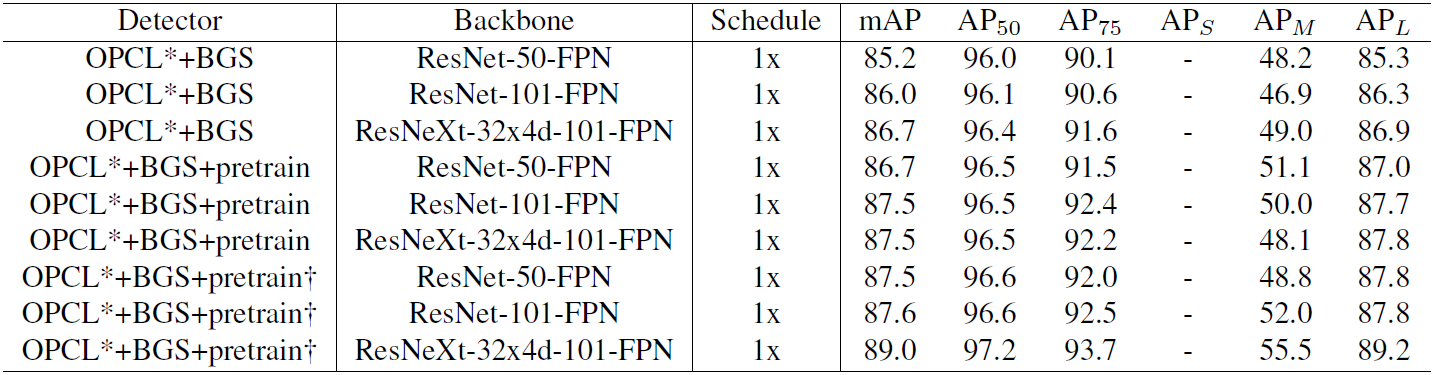 Detector Backbone Schedule mAP AP50 AP75 APS APM APL
OPCL*+BGS ResNet-50-FPN 1x 85.2 96.0 90.1 - 48.2 85.3
OPCL*+BGS ResNet-101-FPN 1x 86.0 96.1 90.6 - 46.9 86.3
OPCL*+BGS ResNeXt-32x4d-101-FPN 1x 86.7 96.4 91.6 - 49.0 86.9
OPCL*+BGS+pretrain ResNet-50-FPN 1x 86.7 96.5 91.5 - 51.1 87.0
OPCL*+BGS+pretrain ResNet-101-FPN 1x 87.5 96.5 92.4 - 50.0 87.7
OPCL*+BGS+pretrain ResNeXt-32x4d-101-FPN 1x 87.5 96.5 92.2 - 48.1 87.8
OPCL*+BGS+pretrain† ResNet-50-FPN 1x 87.5 96.6 92.0 - 48.8 87.8
OPCL*+BGS+pretrain† ResNet-101-FPN 1x 87.6 96.6 92.5 - 52.0 87.8
OPCL*+BGS+pretrain† ResNeXt-32x4d-101-FPN 1x 89.0 97.2 93.7 - 55.5 89.2